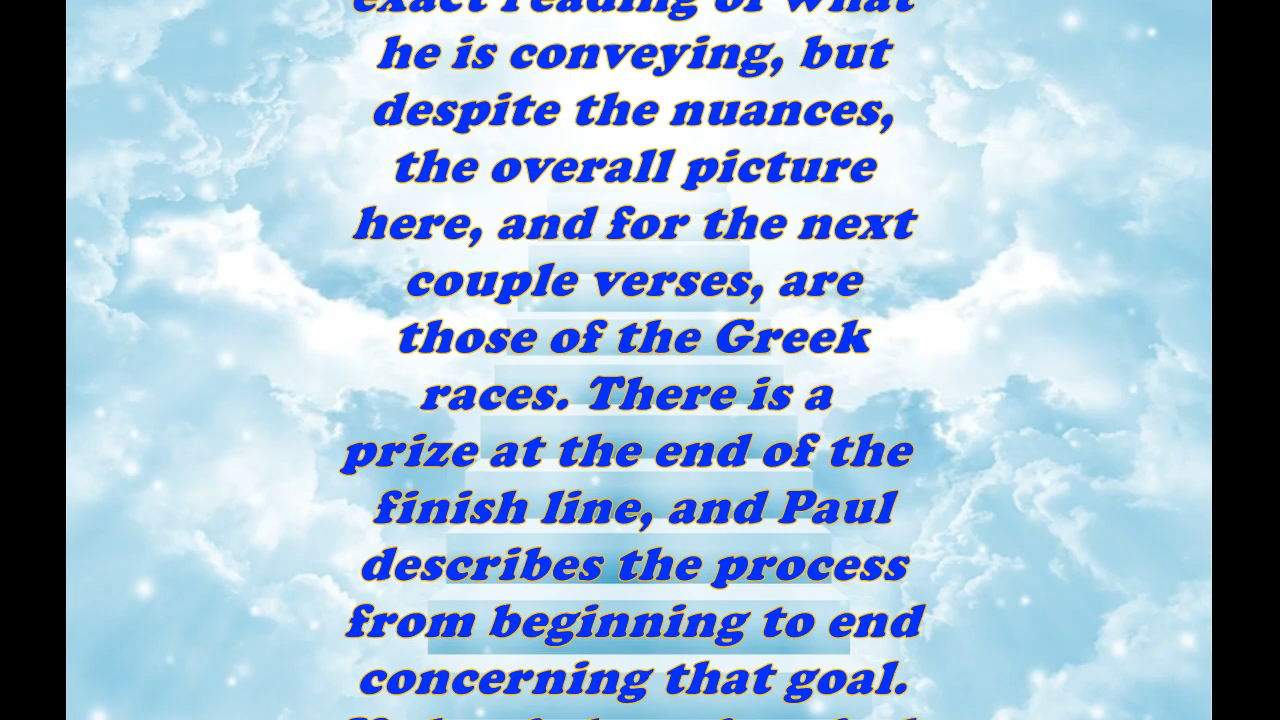 exact reading of what
he is conveying, but
despite the nuances,
the overall picture
here, and for the next
couple verses, are
those of the Greek
races. There is a
prize at the end of the
finish line, and Paul
describes the process
from beginning to end
concerning that goal.